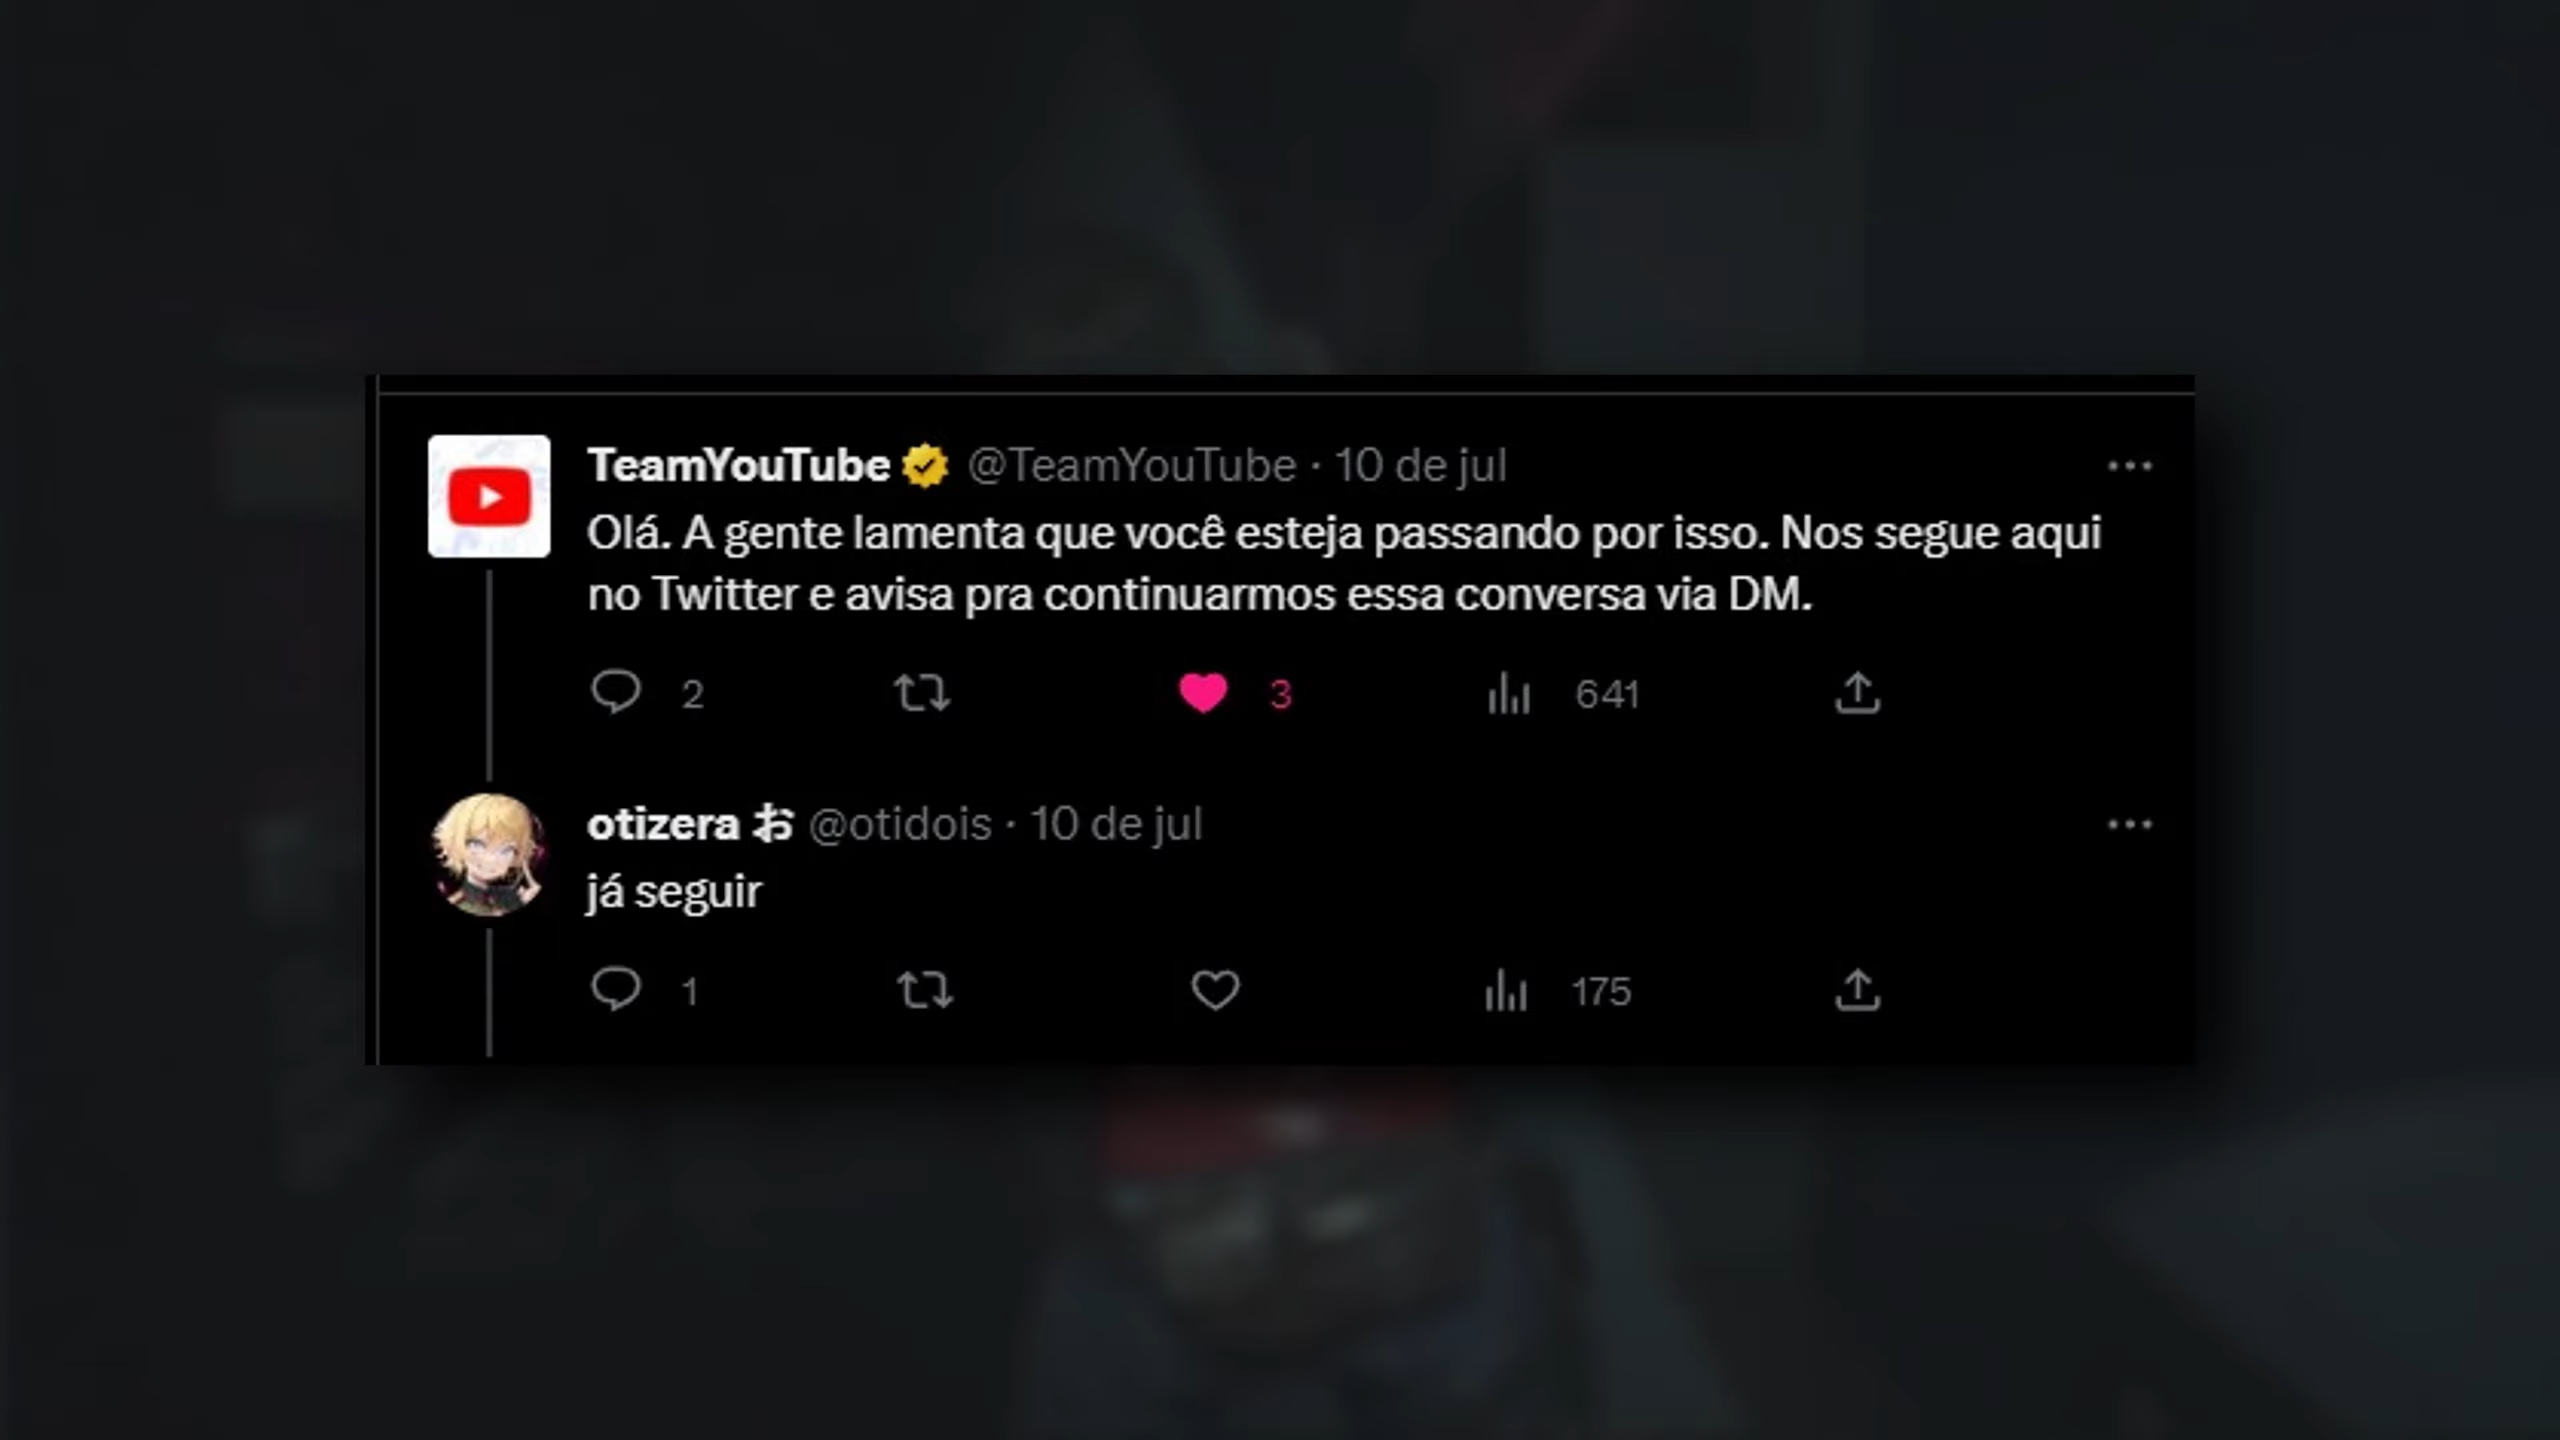 TeamYouTube @TeamYouTube · 10 de jul
Olá. A gente lamenta que você esteja passando por isso. Nos segue aqui
no Twitter e avisa pra continuarmos essa conversa via DM.
2 3 641
otizera お @otidois · 10 de jul
já seguir
1 175